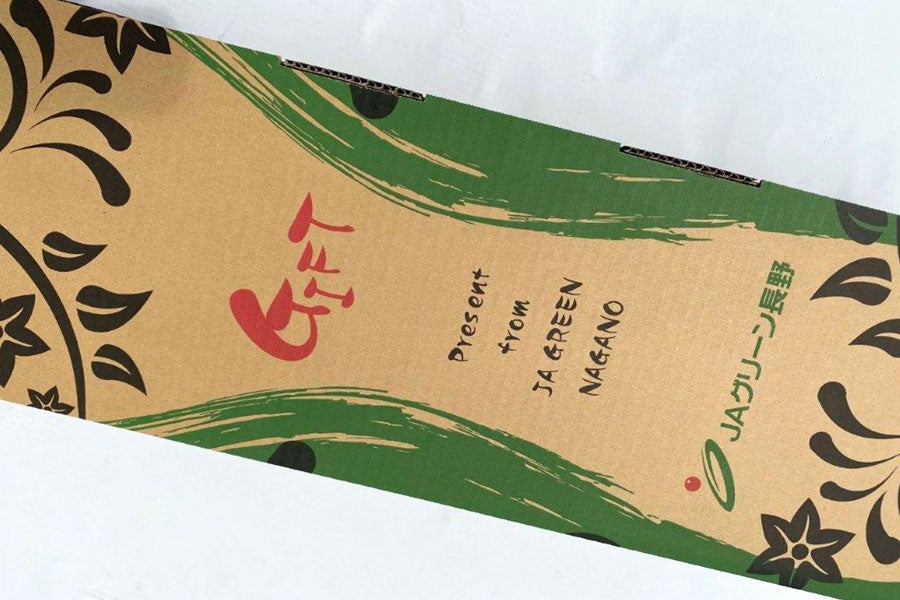 GIFT
Present
from
JA GREEN
NAGANO
JAグリーン長野